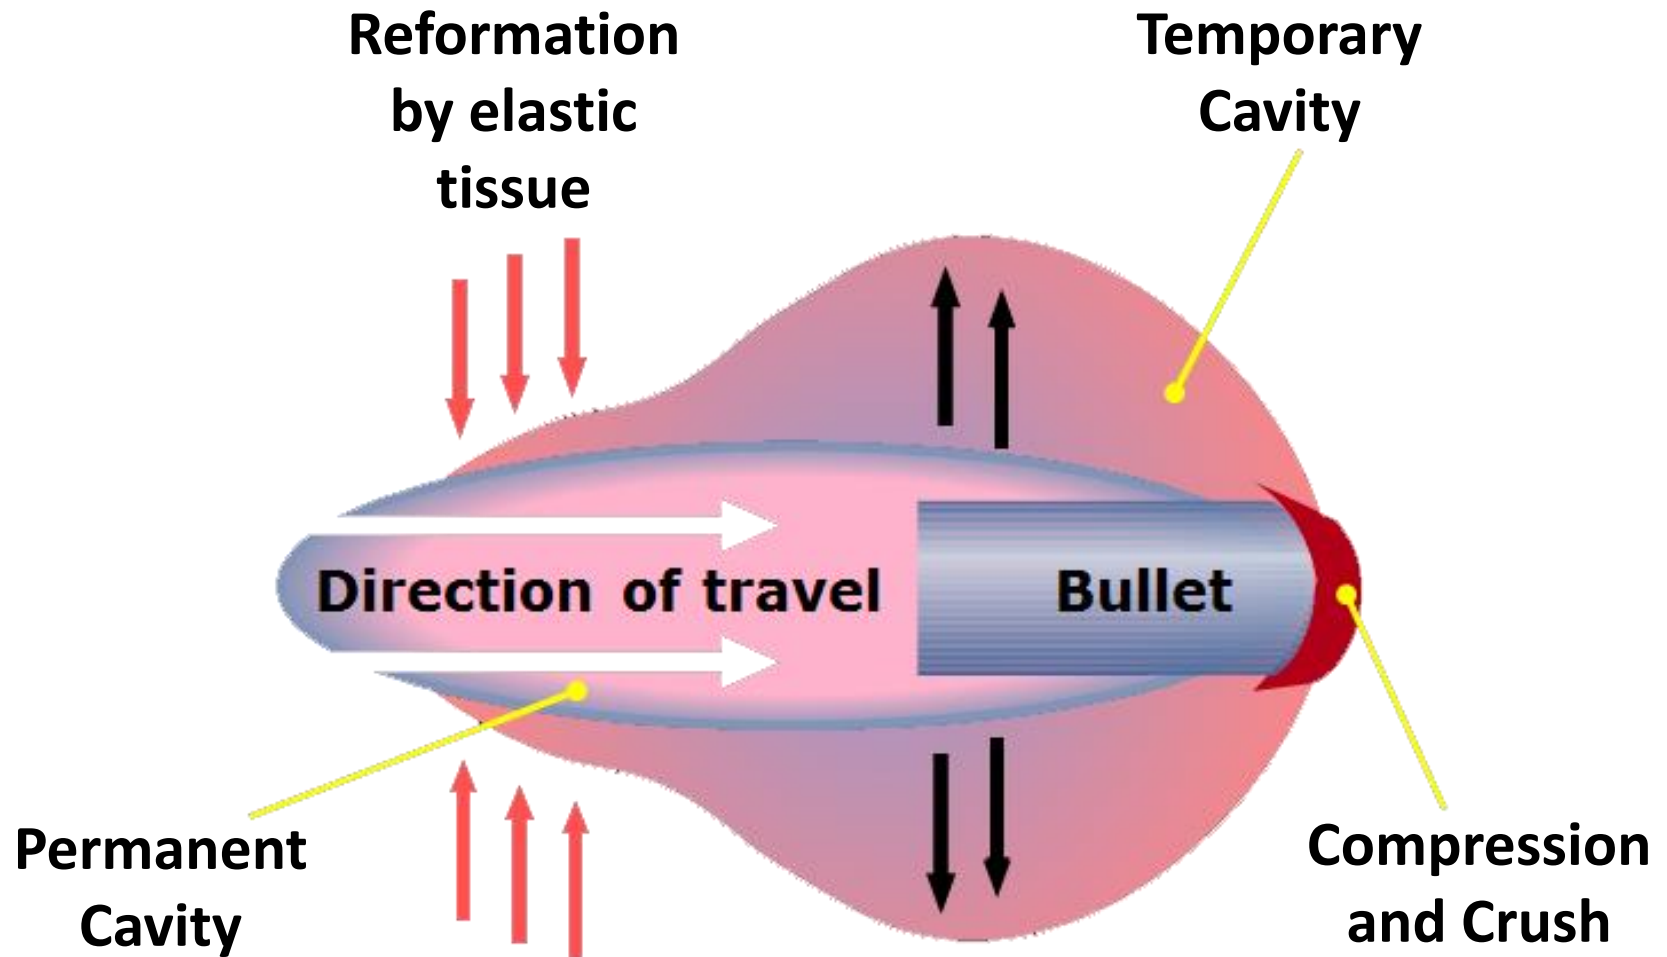 Reformation
by elastic
tissue
Temporary
Cavity
Direction of travel
Bullet
Permanent
Cavity
Compression
and Crush